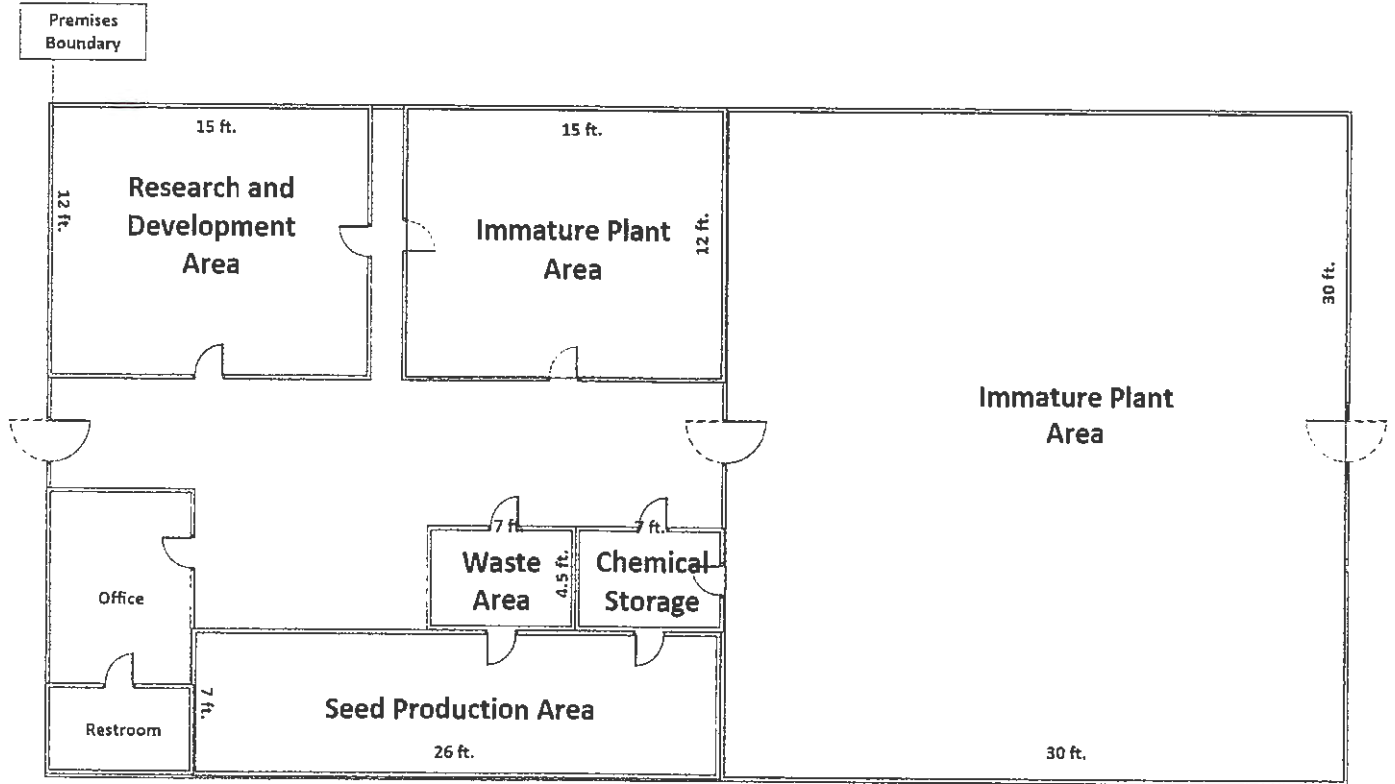 Premises
Boundary
15 ft.
12 ft.
Research and
Development
Area
15 ft.
12 ft.
Immature Plant
Area
30 ft.
Immature Plant
Area
30 ft.
Office
Restroom
7 ft.
Waste
Area
4.5 ft.
7 ft.
Chemical
Storage
7 ft.
Seed Production Area
26 ft.